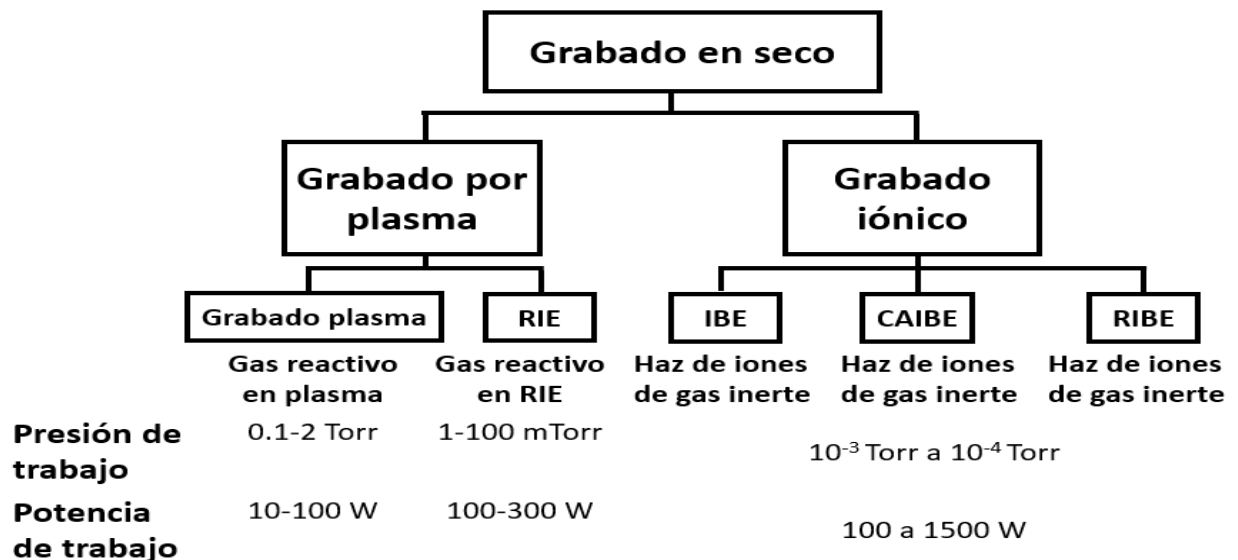 Grabado en seco
Grabado por
plasma
Grabado
iónico
Grabado plasma
RIE
IBE
CAIBE
RIBE
Gas reactivo
en plasma
Gas reactivo
en RIE
Haz de iones
de gas inerte
Haz de iones
de gas inerte
Haz de iones
de gas inerte
Presión de
trabajo
0.1-2 Torr
1-100 mTorr
10⁻³ Torr a 10⁻⁴ Torr
Potencia
de trabajo
10-100 W
100-300 W
100 a 1500 W